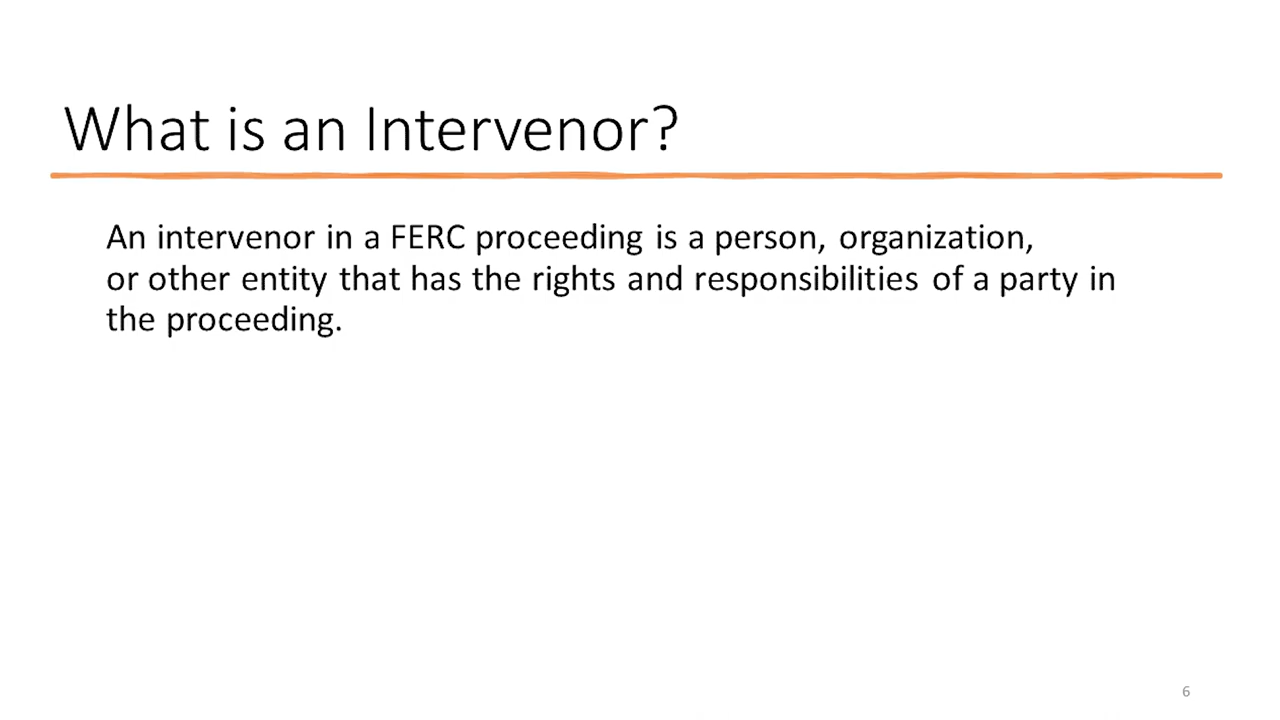 What is an Intervenor?
An intervenor in a FERC proceeding is a person, organization,
or other entity that has the rights and responsibilities of a party in
the proceeding.
6